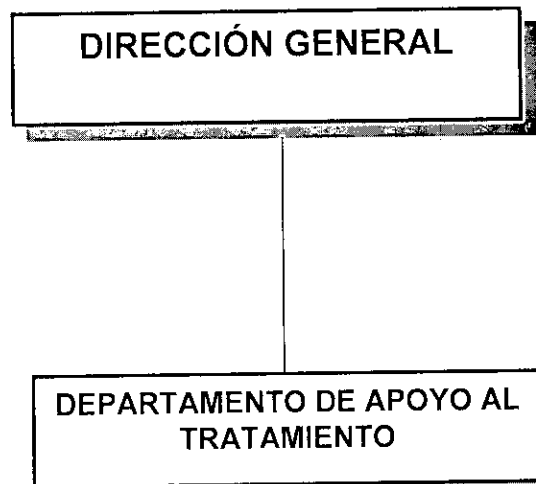 DIRECCIÓN GENERAL
DEPARTAMENTO DE APOYO AL
TRATAMIENTO